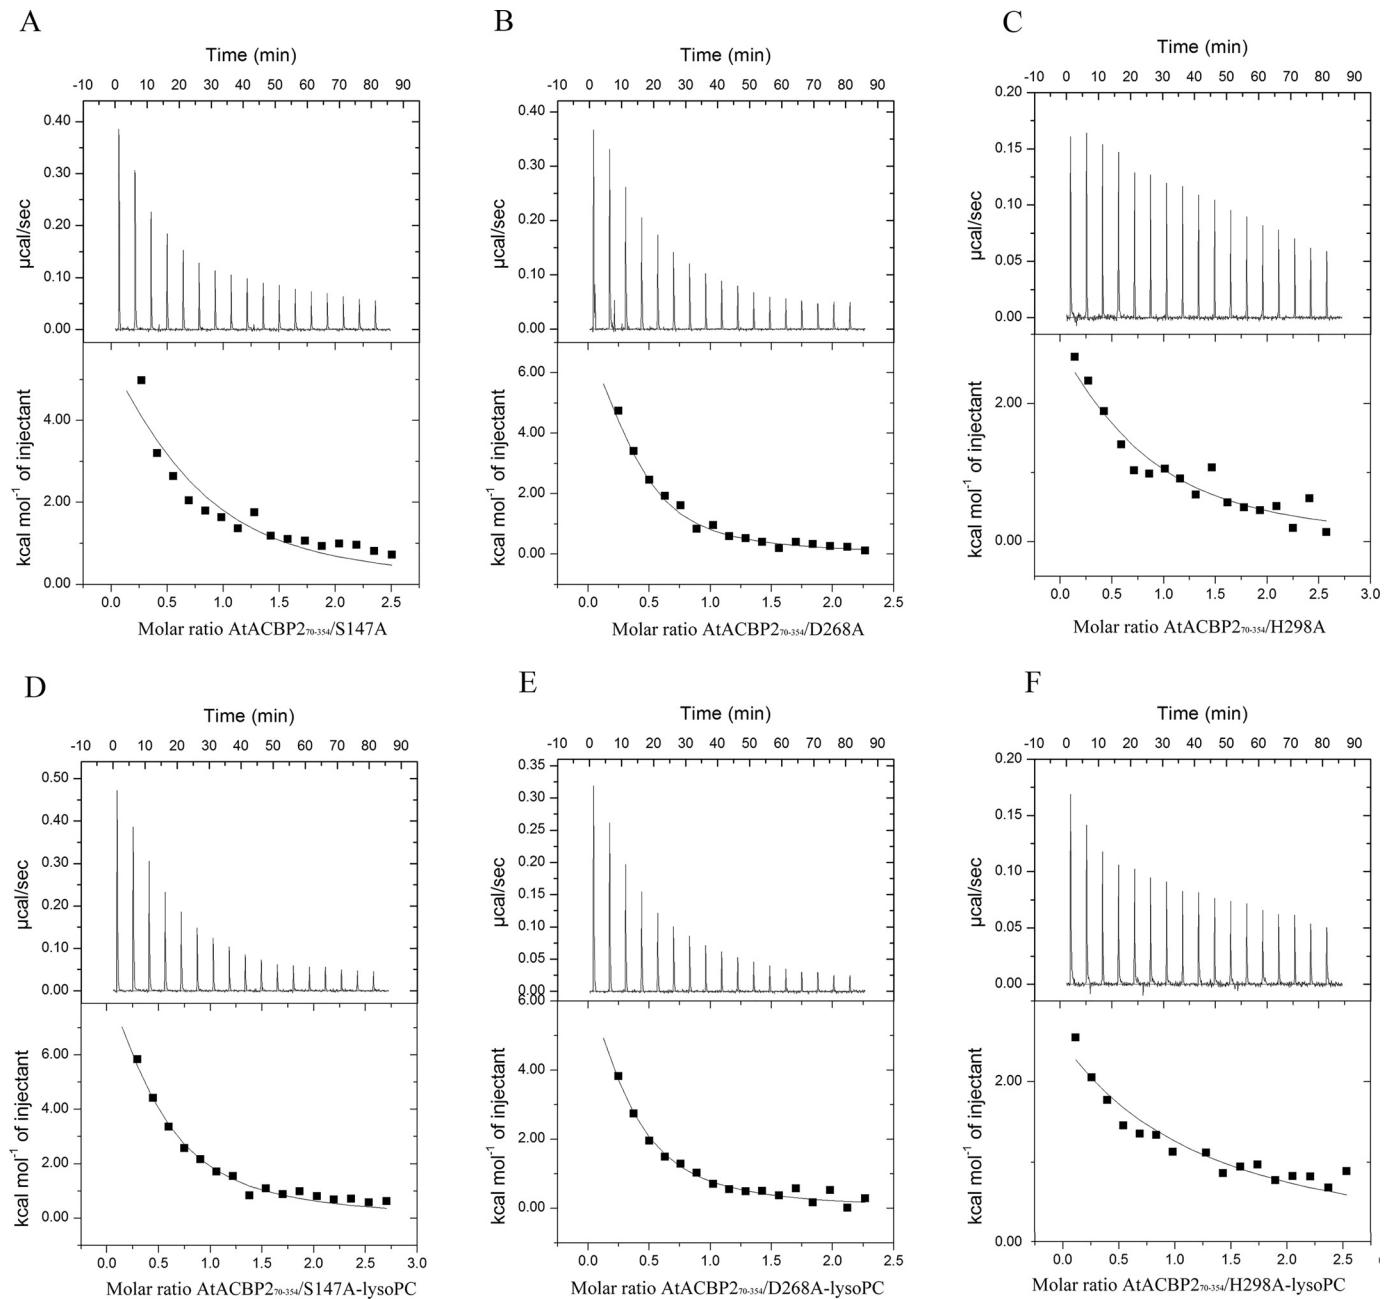 A
Time (min)
-10 0 10 20 30 40 50 60 70 80 90
0.40
0.30
0.20
0.10
0.00
µcal/sec
4.00
2.00
0.00
kcal mol⁻¹ of injectant
0.0 0.5 1.0 1.5 2.0 2.5
Molar ratio AtACBP2₇₀₋₃₅₄/S147A
B
Time (min)
-10 0 10 20 30 40 50 60 70 80 90
0.40
0.30
0.20
0.10
0.00
µcal/sec
6.00
4.00
2.00
0.00
kcal mol⁻¹ of injectant
0.0 0.5 1.0 1.5 2.0 2.5
Molar ratio AtACBP2₇₀₋₃₅₄/D268A
C
Time (min)
-10 0 10 20 30 40 50 60 70 80 90
0.20
0.15
0.10
0.05
0.00
µcal/sec
2.00
0.00
kcal mol⁻¹ of injectant
0.0 0.5 1.0 1.5 2.0 2.5 3.0
Molar ratio AtACBP2₇₀₋₃₅₄/H298A
D
Time (min)
-10 0 10 20 30 40 50 60 70 80 90
0.50
0.40
0.30
0.20
0.10
0.00
µcal/sec
6.00
4.00
2.00
0.00
kcal mol⁻¹ of injectant
0.0 0.5 1.0 1.5 2.0 2.5 3.0
Molar ratio AtACBP2₇₀₋₃₅₄/S147A-lysoPC
E
Time (min)
-10 0 10 20 30 40 50 60 70 80 90
0.35
0.30
0.25
0.20
0.15
0.10
0.05
0.00
µcal/sec
6.00
4.00
2.00
0.00
kcal mol⁻¹ of injectant
0.0 0.5 1.0 1.5 2.0 2.5
Molar ratio AtACBP2₇₀₋₃₅₄/D268A-lysoPC
F
Time (min)
-10 0 10 20 30 40 50 60 70 80 90
0.20
0.15
0.10
0.05
0.00
µcal/sec
2.00
2.00
kcal mol⁻¹ of injectant
0.0 0.5 1.0 1.5 2.0 2.5
Molar ratio AtACBP2₇₀₋₃₅₄/H298A-lysoPC